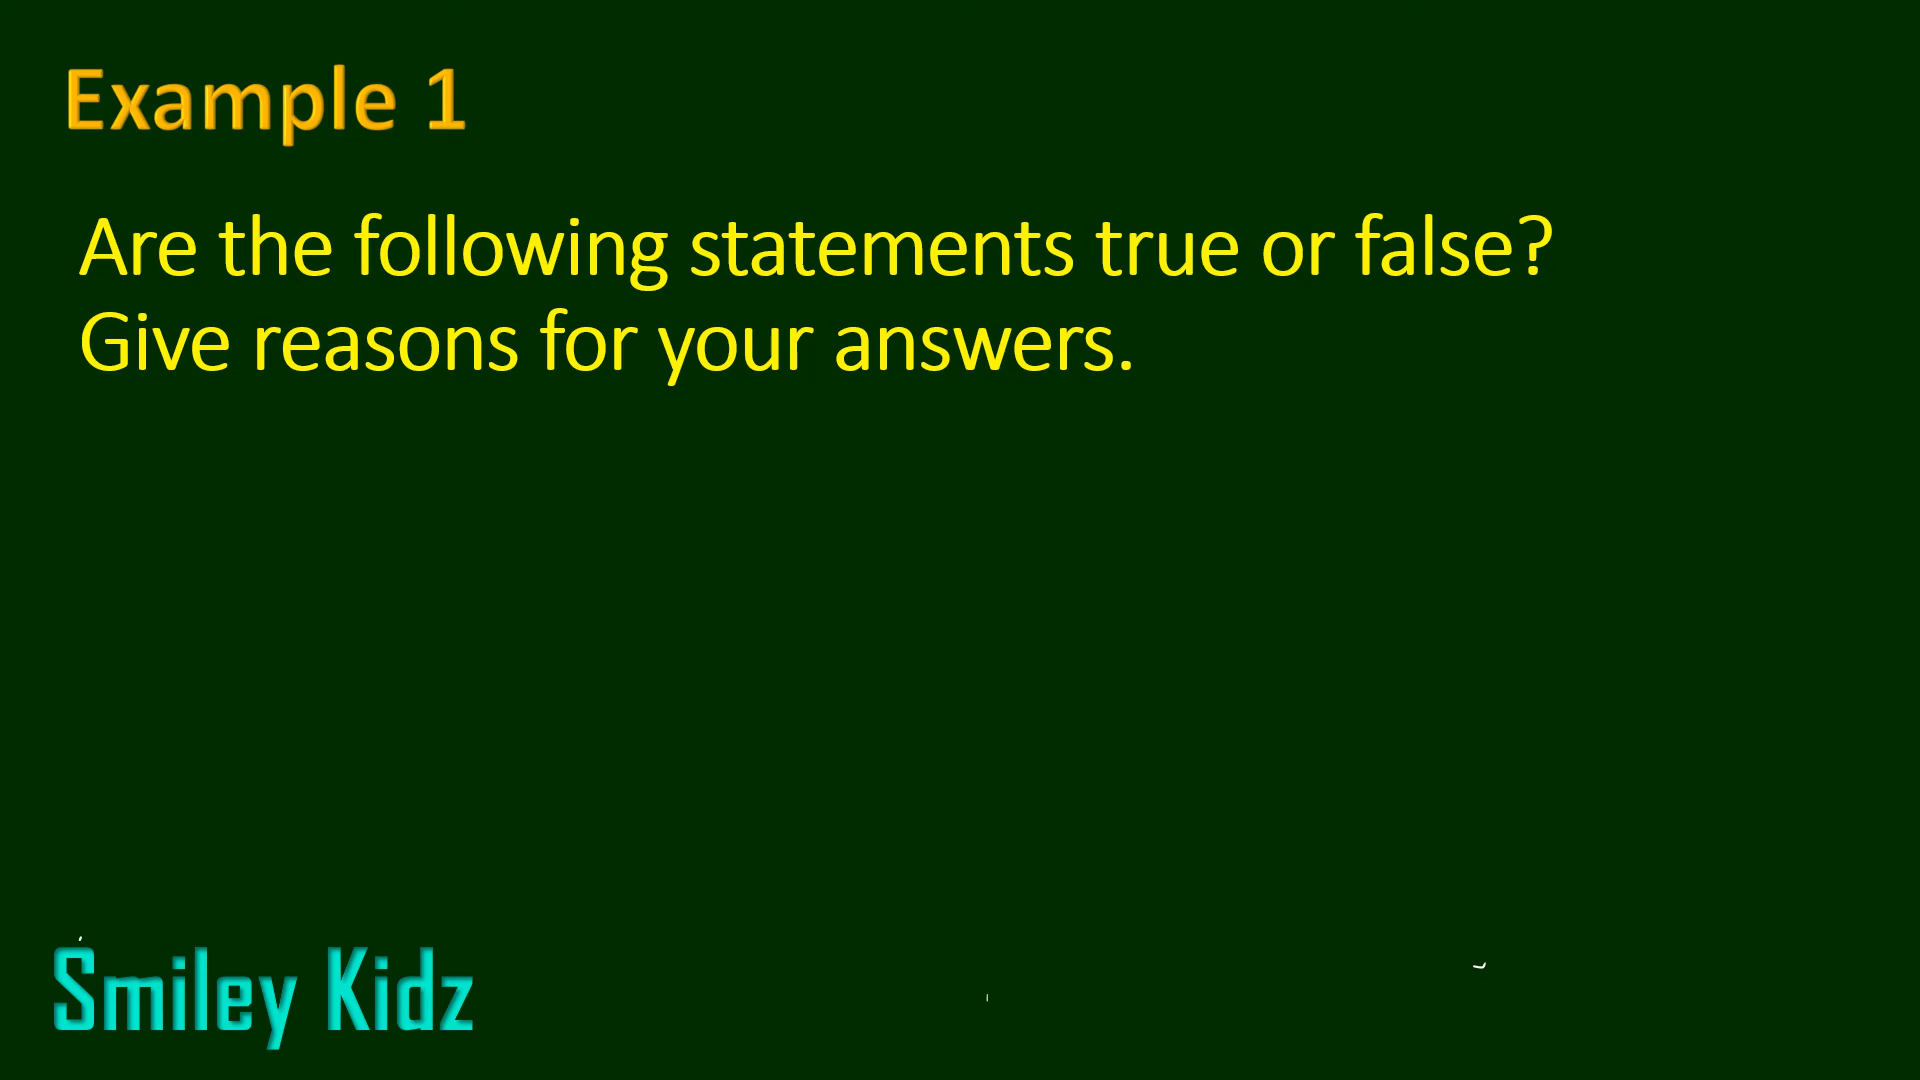 Example 1
Are the following statements true or false?
Give reasons for your answers.
Smiley Kidz